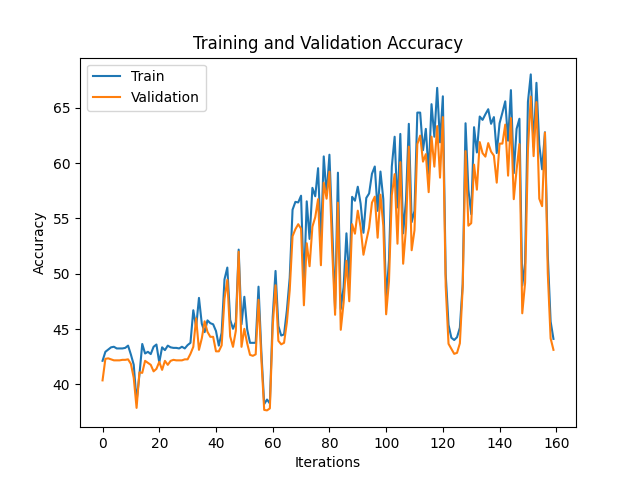 Training and Validation Accuracy
Train
Validation
Accuracy
65
60
55
50
45
40
0 20 40 60 80 100 120 140 160
Iterations